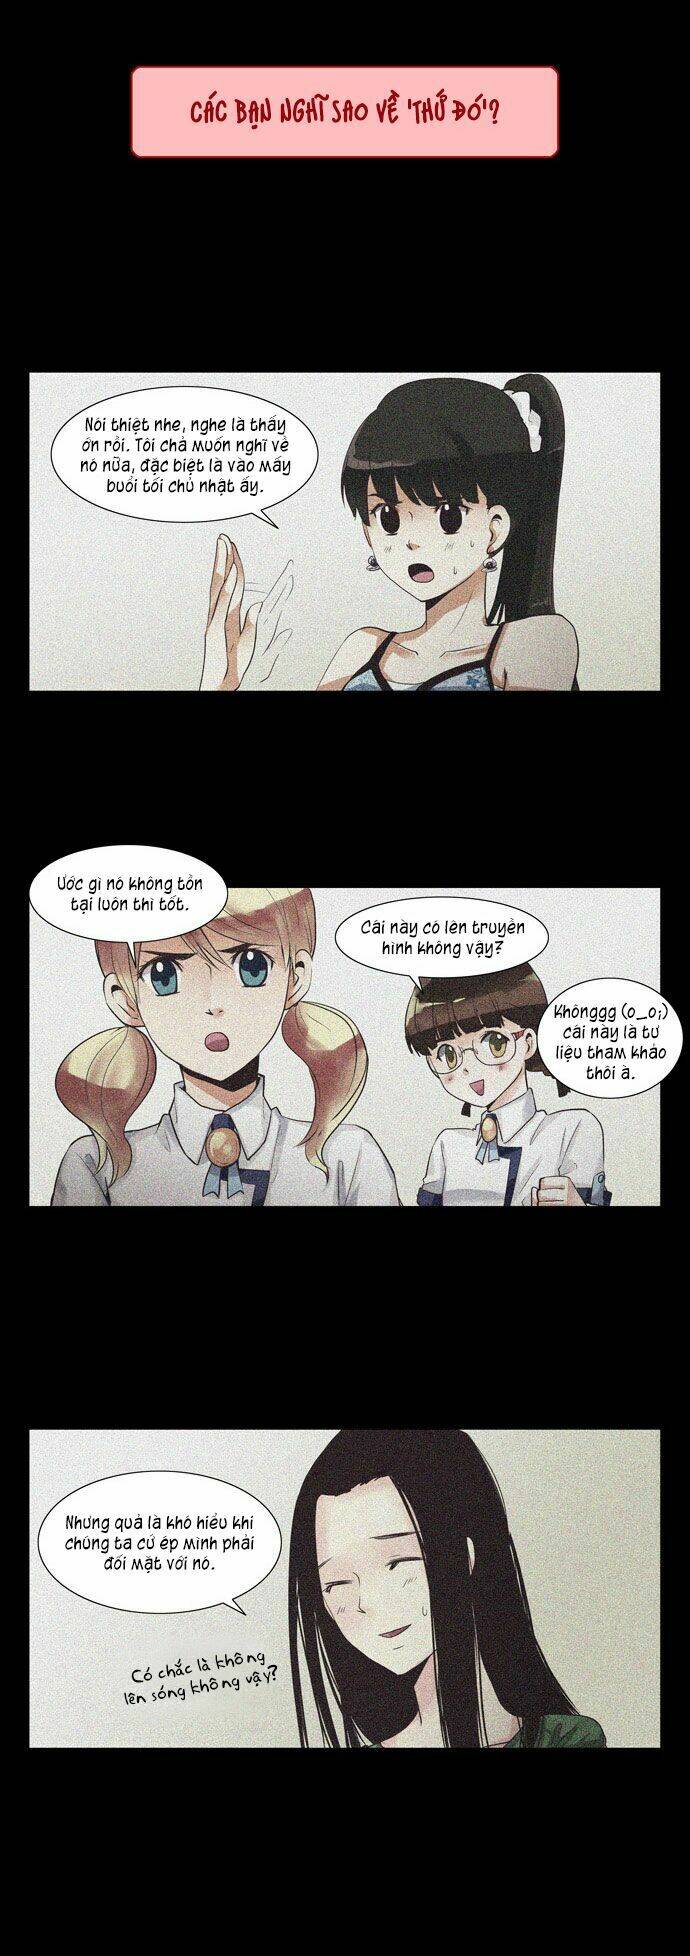 CÁC BẠN NGHĨ SAO VỀ 'THỨ ĐÓ'?
Nói thiệt nhe, nghe là thấy
ớn rồi. Tôi chả muốn nghĩ về
nó nữa, đặc biệt là vào mấy
buổi tối chủ nhật ấy.
Ước gì nó không tồn
tại luôn thì tốt.
Cái này có lên truyền
hình không vậy?
Khônggg (o_o;)
cái này là tư
liệu tham khảo
thôi à.
Nhưng quả là khó hiểu khi
chúng ta cứ ép mình phải
đối mặt với nó.
Có chắc là không
lên sóng không vậy?